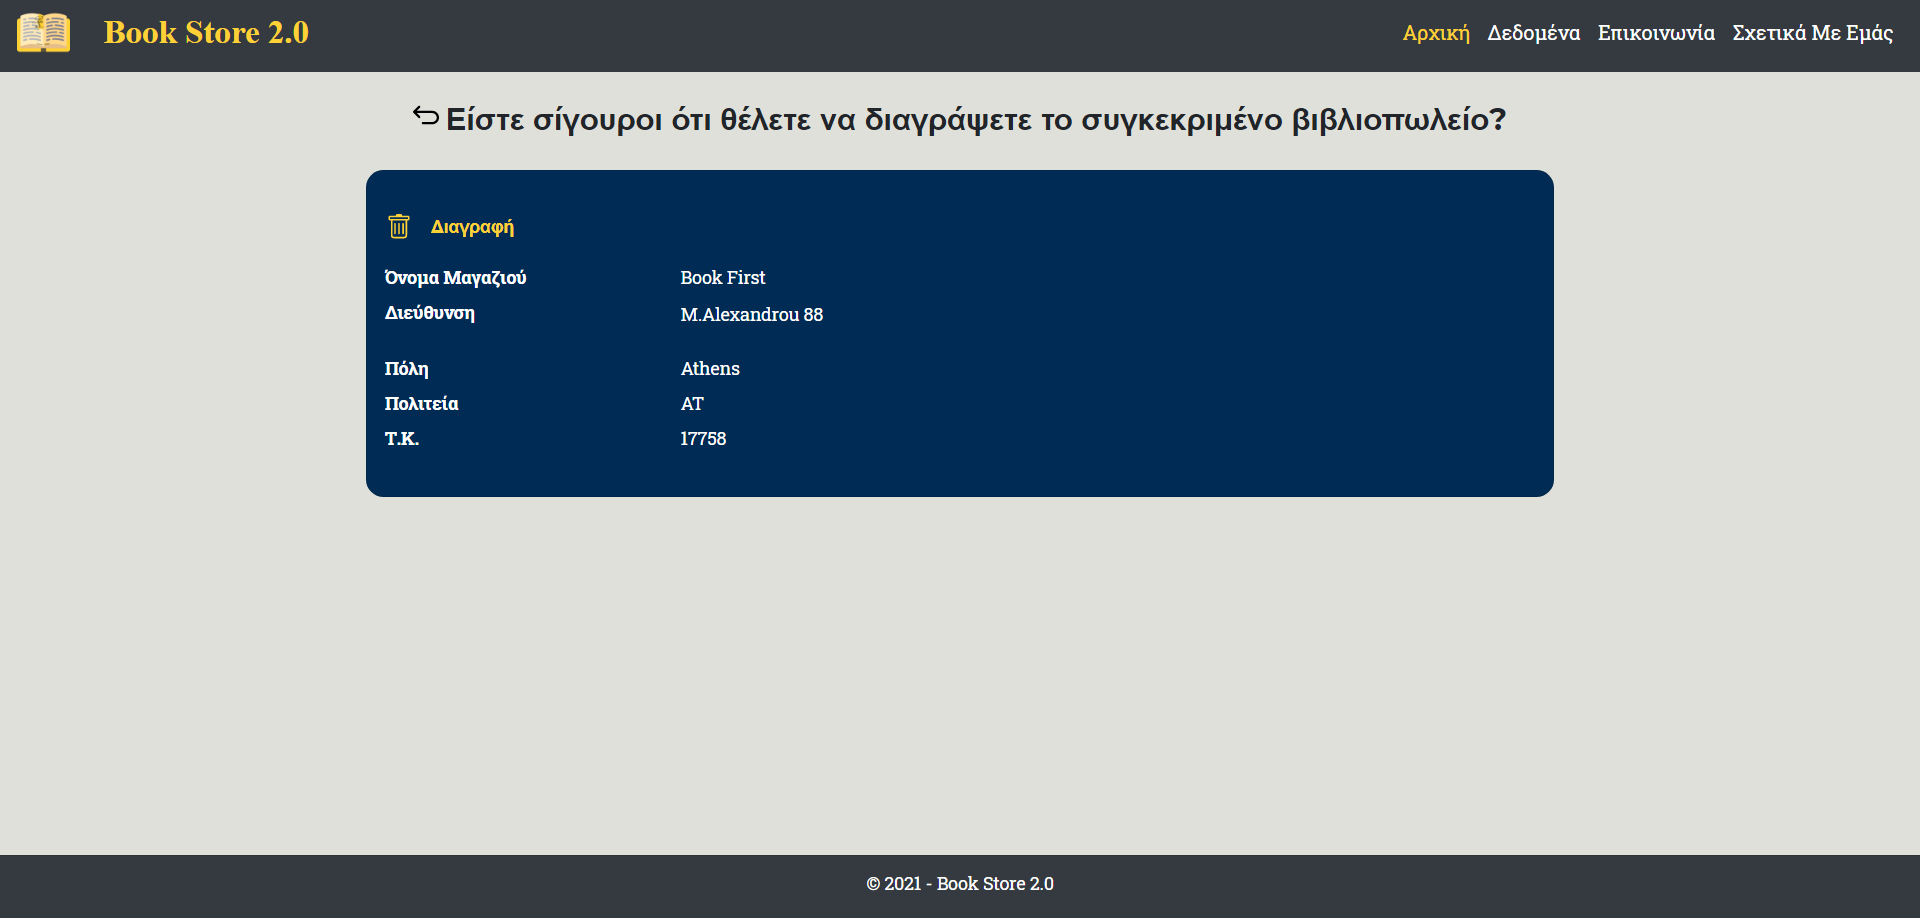 Book Store 2.0
Αρχική Δεδομένα Επικοινωνία Σχετικά Με Εμάς
Είστε σίγουροι ότι θέλετε να διαγράψετε το συγκεκριμένο βιβλιοπωλείο?
Διαγραφή
Όνομα Μαγαζιού Book First
Διεύθυνση M.Alexandrou 88
Πόλη Athens
Πολιτεία AT
Τ.Κ. 17758
© 2021 - Book Store 2.0